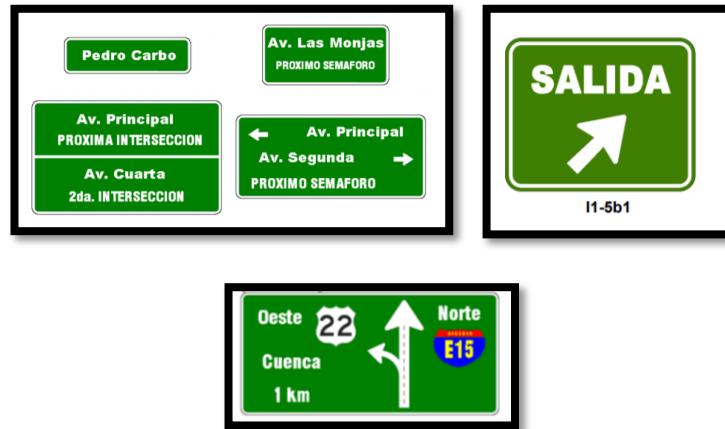 Pedro Carbo
Av. Las Monjas
PROXIMO SEMAFORO
Av. Principal
PROXIMA INTERSECCION
Av. Cuarta
2da. INTERSECCION
← Av. Principal
Av. Segunda →
PROXIMO SEMAFORO
SALIDA
I1-5b1
Oeste 22
Cuenca
1 km
Norte
E15